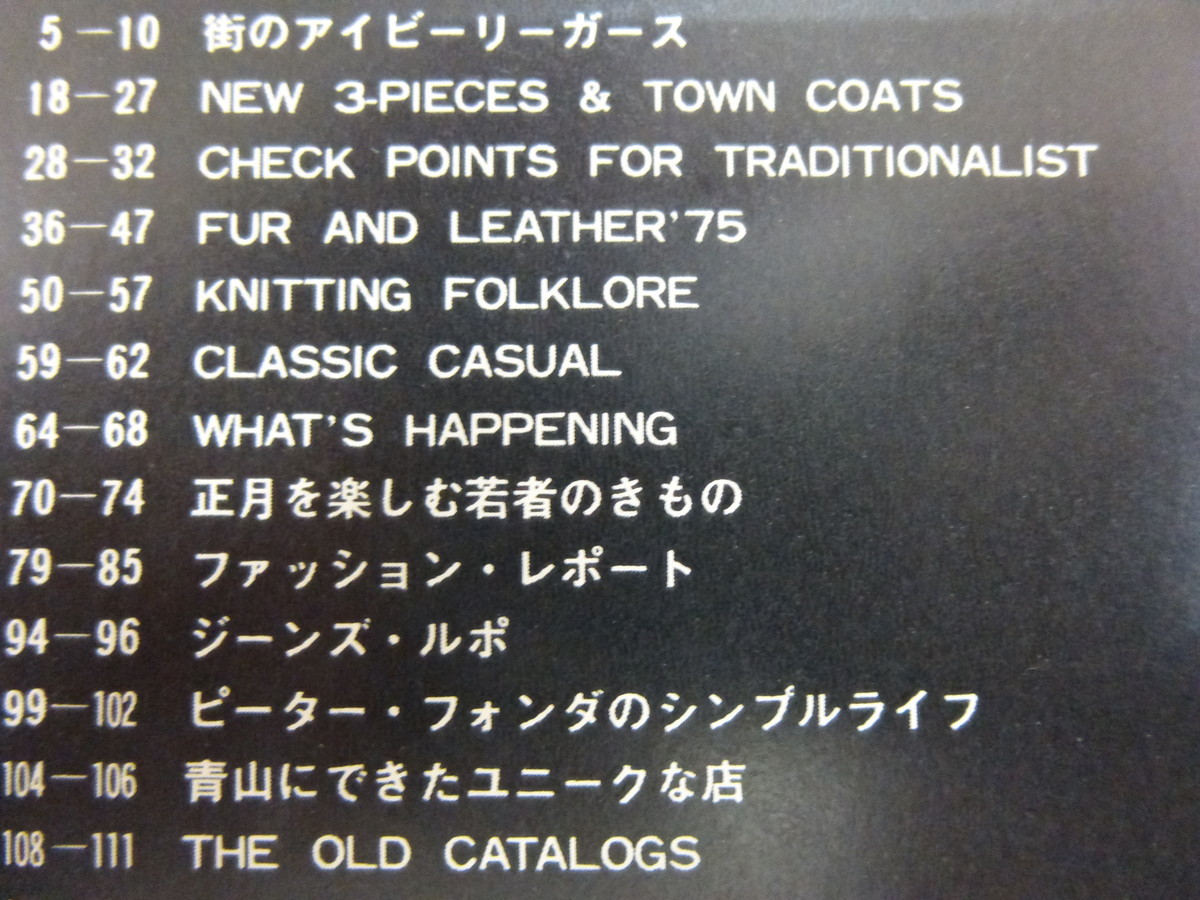 5－10 街のアイビーリーガース
18－27 NEW 3-PIECES & TOWN COATS
28－32 CHECK POINTS FOR TRADITIONALIST
36－47 FUR AND LEATHER'75
50－57 KNITTING FOLKLORE
59－62 CLASSIC CASUAL
64－68 WHAT'S HAPPENING
70－74 正月を楽しむ若者のきもの
79－85 ファッション・レポート
94－96 ジーンズ・ルポ
99－102 ピーター・フォンダのシンプルライフ
104－106 青山にできたユニークな店
108－111 THE OLD CATALOGS